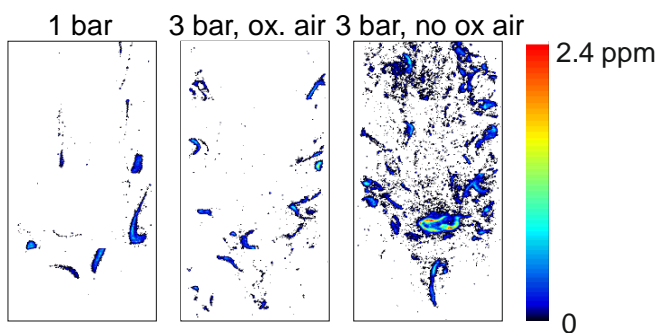 1 bar
3 bar, ox. air
3 bar, no ox air
2.4 ppm
0